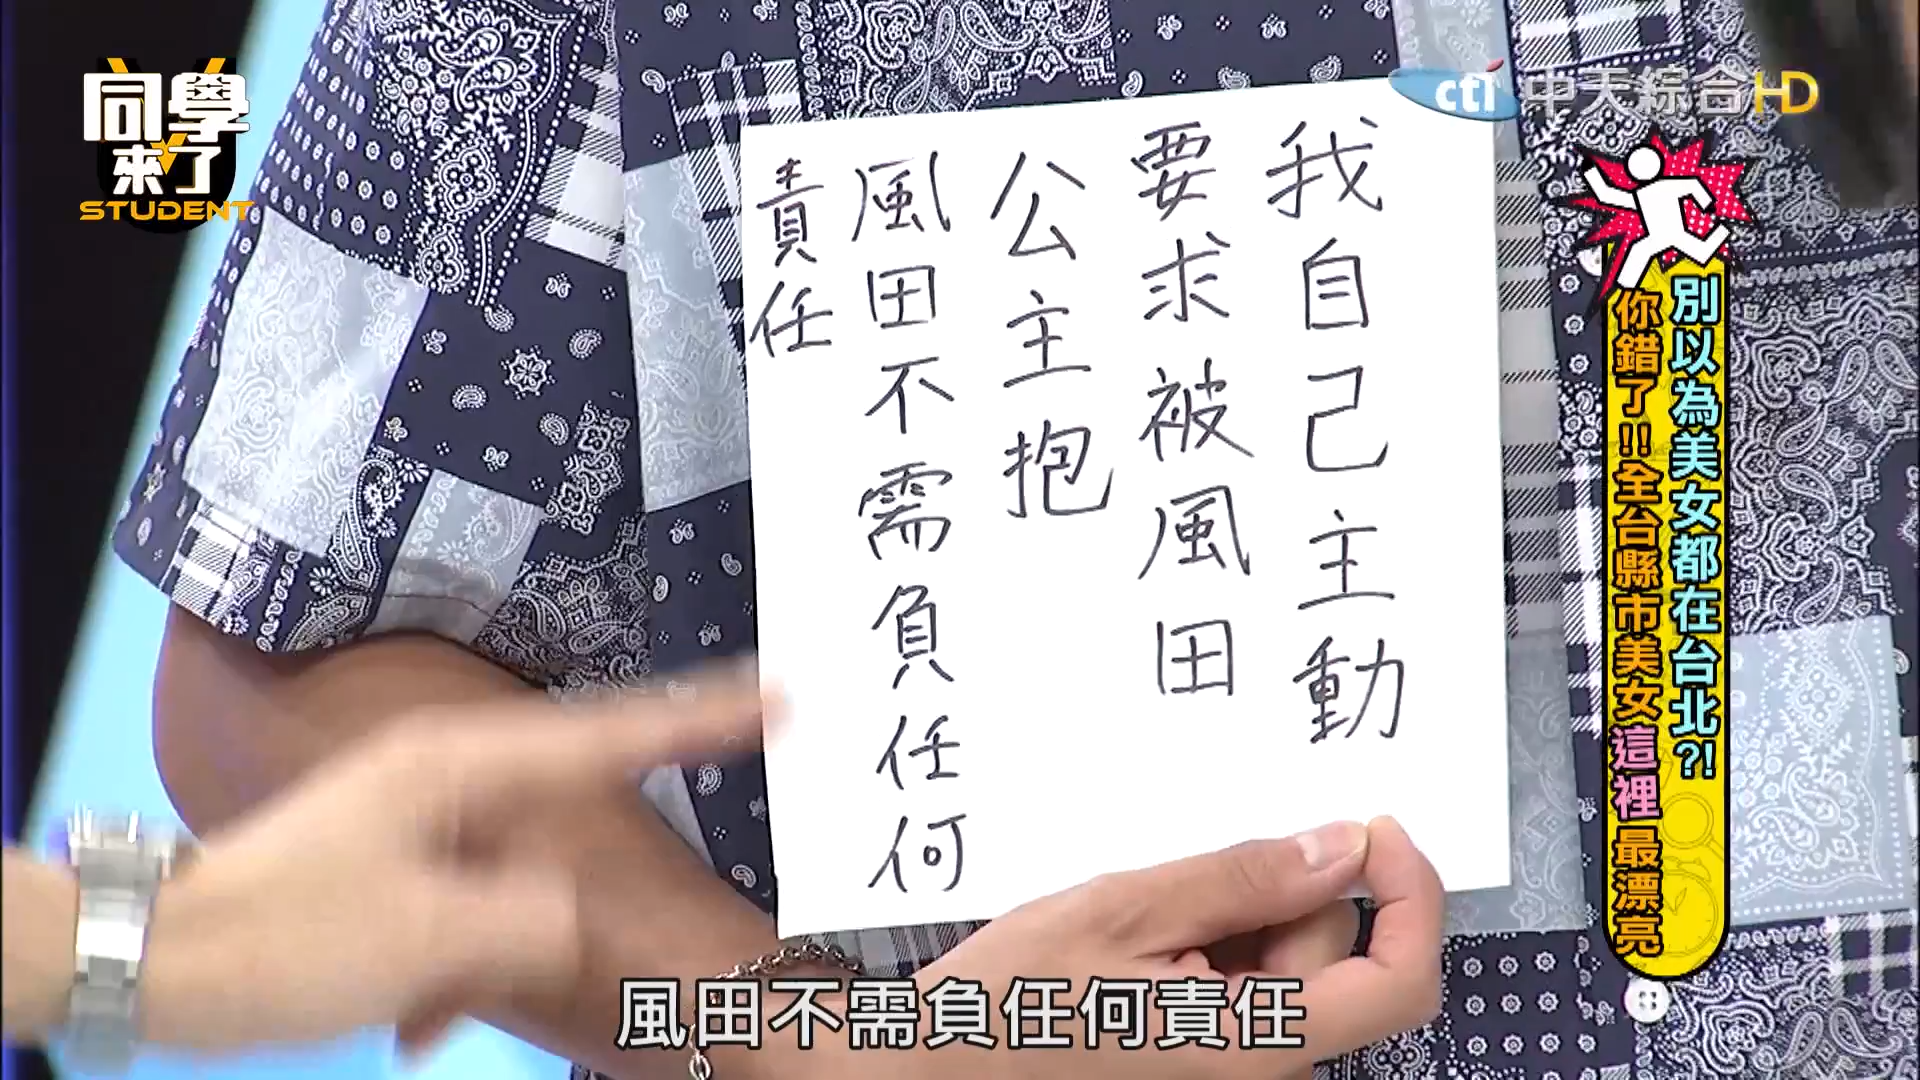 同學
來了
STUDENT
cti 中天綜合HD
別以為美女都在台北?!
你錯了!!全台縣市美女這裡最漂亮
我自己主動
要求被風田
公主抱
風田不需負任何
責任
風田不需負任何責任